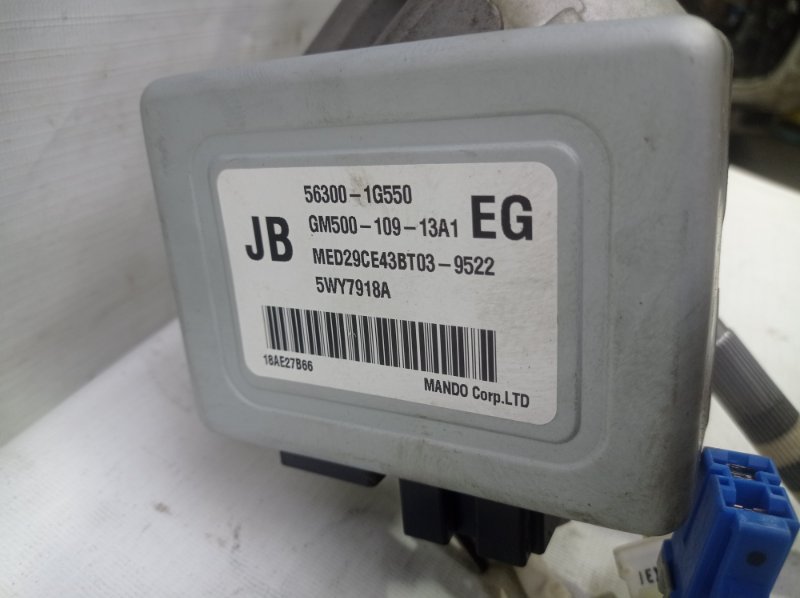 56300-1G550
JB GM500-109-13A1 EG
MED29CE43BT03-9522
5WY7918A
18AE27B66
MANDO Corp.LTD